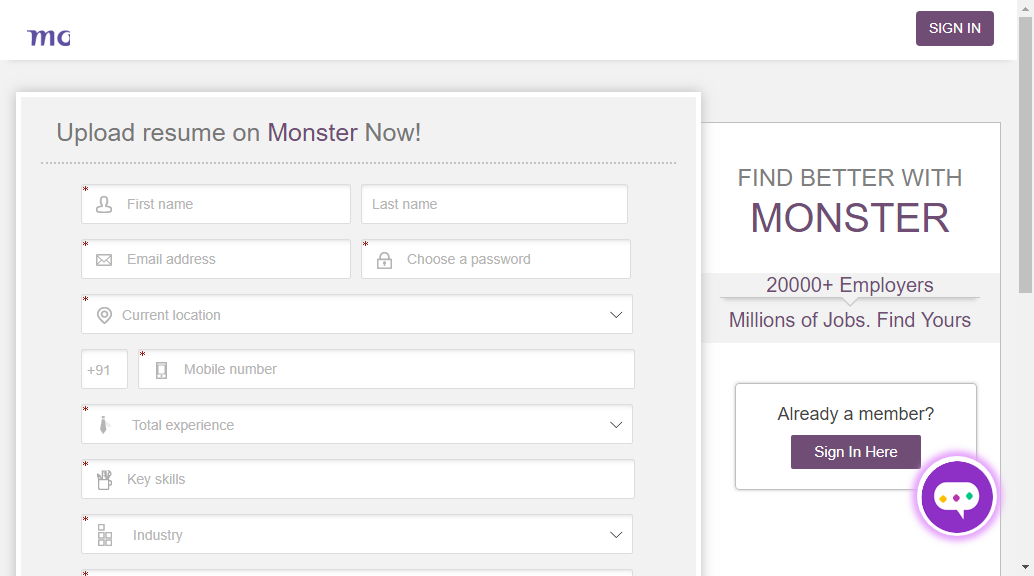 mo
SIGN IN
Upload resume on Monster Now!
* First name
Last name
* Email address
* Choose a password
* Current location
+91
* Mobile number
* Total experience
* Key skills
* Industry
*
FIND BETTER WITH
MONSTER
20000+ Employers
Millions of Jobs. Find Yours
Already a member?
Sign In Here